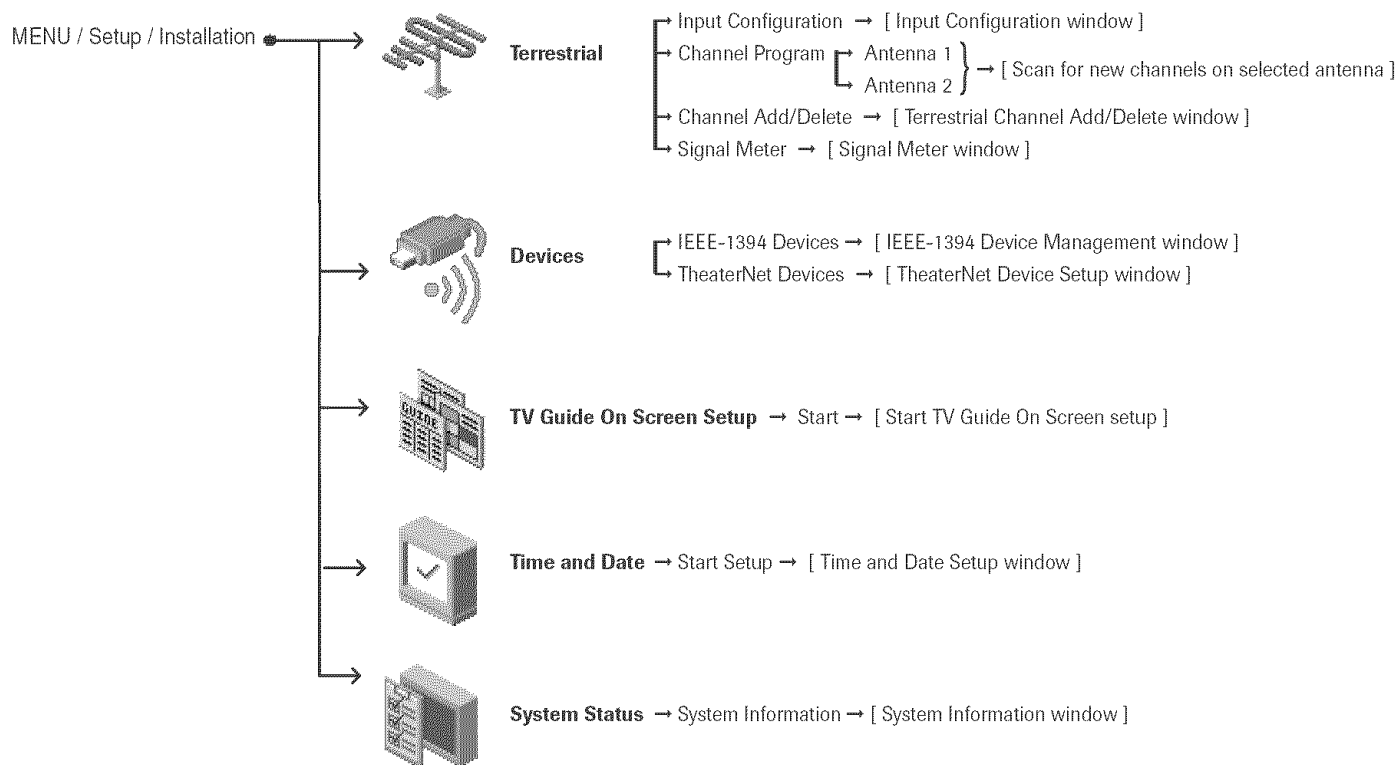 MENU / Setup / Installation
Terrestrial
Input Configuration → [ Input Configuration window ]
Channel Program → Antenna 1
→ Antenna 2
→ [ Scan for new channels on selected antenna ]
Channel Add/Delete → [ Terrestrial Channel Add/Delete window ]
Signal Meter → [ Signal Meter window ]
Devices
IEEE-1394 Devices → [ IEEE-1394 Device Management window ]
TheaterNet Devices → [ TheaterNet Device Setup window ]
GUIDE
TV Guide On Screen Setup → Start → [ Start TV Guide On Screen setup ]
Time and Date → Start Setup → [ Time and Date Setup window ]
System Status → System Information → [ System Information window ]